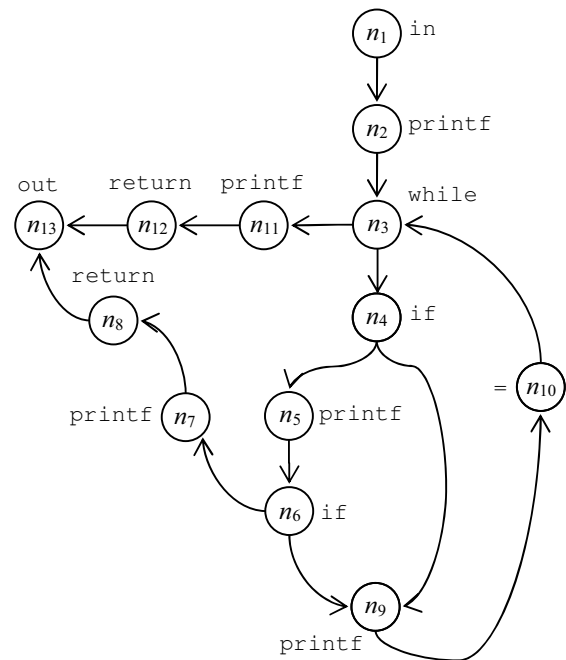 n1 in
n2 printf
out return printf while
n13 n12 n11 n3
return
n8 n4 if
= n10
printf n7 n5 printf
n6 if
n9
printf